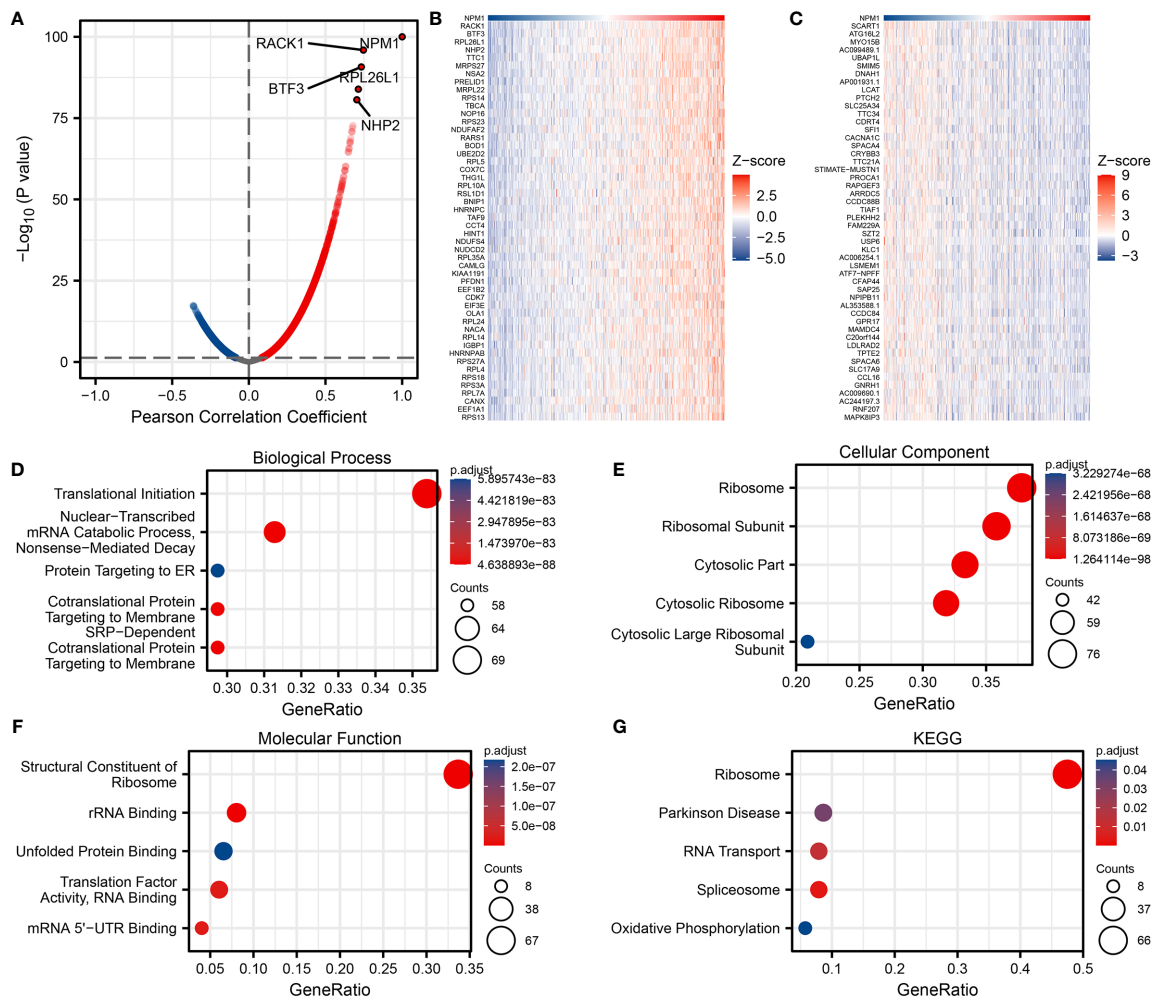 A
−Log10 (P value)
100
75
50
25
0
RACK1
NPM1
BTF3
RPL26L1
NHP2
−1.0
−0.5
0.0
0.5
1.0
Pearson Correlation Coefficient
B
NPM1
RACK1
BTF3
RPL26L1
NHP2
TTC1
MRPS27
NSA2
PRELID1
MRPL22
RPS14
TBCA
NOP16
RPS23
NDUFAF2
RARS1
BOD1
UBE2D2
RPL5
COX7C
THG1L
RPL10A
RSL1D1
BNIP1
HNRNPC
TAF9
CCT4
HINT1
NDUFS4
NUDCD2
RPL35A
CAMLG
KIAA1191
PFDN1
EEF1B2
CDK7
EIF3E
OLA1
RPL24
NACA
RPL14
IGBP1
HNRNPAB
RPS27A
RPL4
RPS18
RPS3A
RPL7A
CANX
EEF1A1
RPS13
Z−score
2.5
0.0
−2.5
−5.0
C
NPM1
SCART1
ATG16L2
MYO15B
AC099489.1
UBAP1L
SMIM5
DNAH1
AP001931.1
LCAT
PTCH2
SLC25A34
TTC34
CDRT4
SFI1
CACNA1C
SPACA4
CRYBB3
TTC21A
STIMATE−MUSTN1
PROCA1
RAPGEF3
ARRDC5
CCDC88B
TIAF1
PLEKHH2
FAM229A
SZT2
USP6
KLC1
AC006254.1
LSMEM1
ATF7−NPFF
CFAP44
SAP25
NPIPB11
AL353588.1
CCDC84
GPR17
MAMDC4
C20orf144
LDLRAD2
TPTE2
SPACA6
SLC17A9
CCL16
GNRH1
AC009690.1
AC244197.3
RNF207
MAPK8IP3
Z−score
9
6
3
0
−3
D
Biological Process
Translational Initiation
Nuclear−Transcribed
mRNA Catabolic Process,
Nonsense−Mediated Decay
Protein Targeting to ER
Cotranslational Protein
Targeting to Membrane
SRP−Dependent
Cotranslational Protein
Targeting to Membrane
0.30
0.31
0.32
0.33
0.34
0.35
GeneRatio
p.adjust
5.895743e−83
4.421819e−83
2.947895e−83
1.473970e−83
4.638893e−88
Counts
58
64
69
E
Cellular Component
Ribosome
Ribosomal Subunit
Cytosolic Part
Cytosolic Ribosome
Cytosolic Large Ribosomal
Subunit
0.20
0.25
0.30
0.35
GeneRatio
p.adjust
3.229274e−68
2.421956e−68
1.614637e−68
8.073186e−69
1.264114e−98
Counts
42
59
76
F
Molecular Function
Structural Constituent of
Ribosome
rRNA Binding
Unfolded Protein Binding
Translation Factor
Activity, RNA Binding
mRNA 5'−UTR Binding
0.05
0.10
0.15
0.20
0.25
0.30
0.35
GeneRatio
p.adjust
2.0e−07
1.5e−07
1.0e−07
5.0e−08
Counts
8
38
67
G
KEGG
Ribosome
Parkinson Disease
RNA Transport
Spliceosome
Oxidative Phosphorylation
0.1
0.2
0.3
0.4
0.5
GeneRatio
p.adjust
0.04
0.03
0.02
0.01
Counts
8
37
66